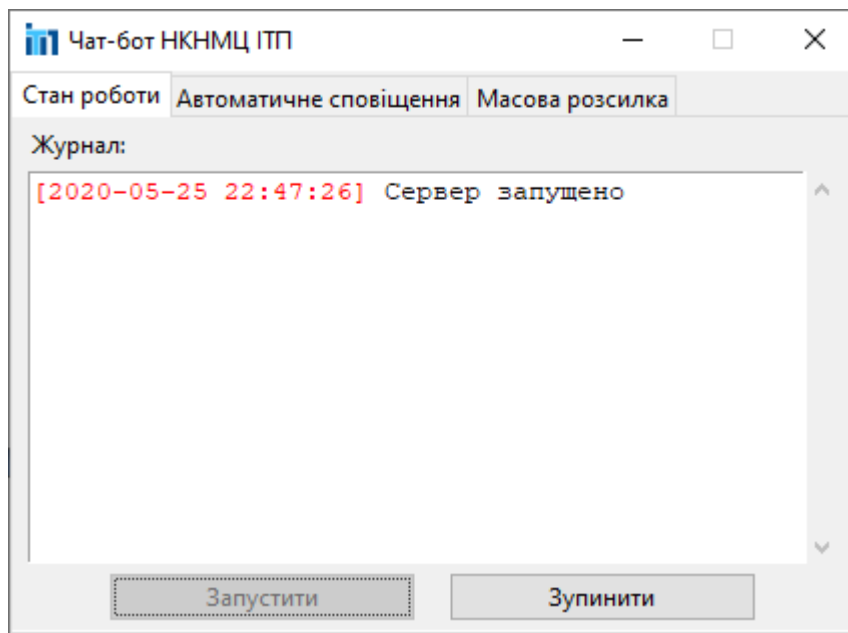 ітп Чат-бот НКНМЦ ІТП
Стан роботи Автоматичне сповіщення Масова розсилка
Журнал:
[2020-05-25 22:47:26] Сервер запущено
Запустити Зупинити